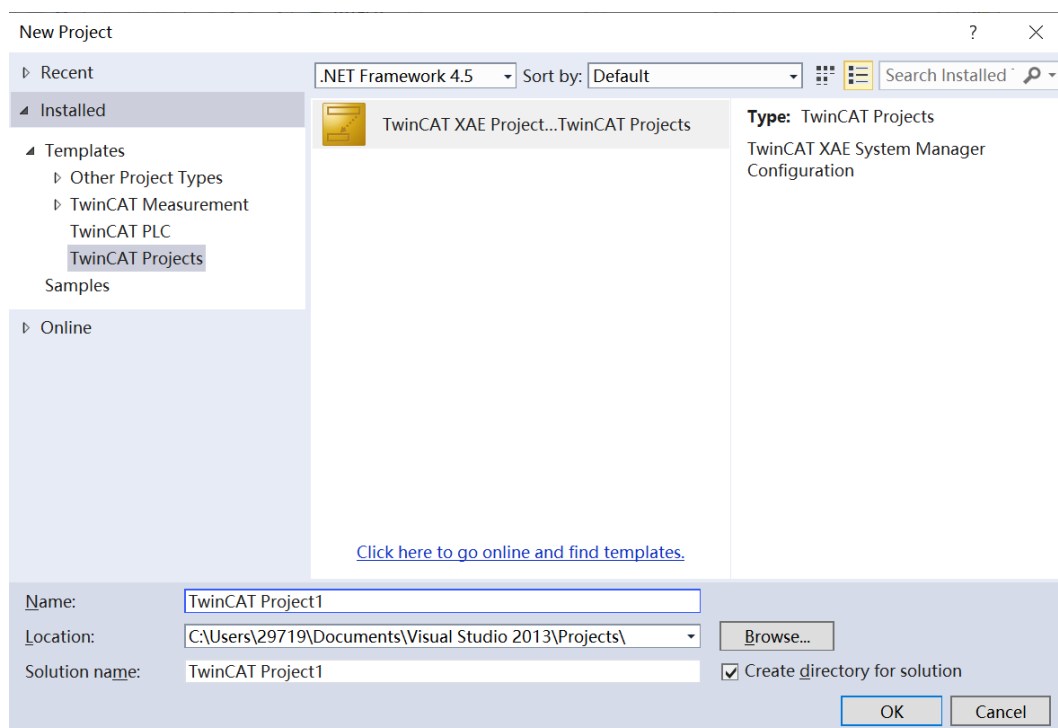 New Project
?
Recent
.NET Framework 4.5
Sort by:
Default
Search Installed
Installed
Templates
Other Project Types
TwinCAT Measurement
TwinCAT PLC
TwinCAT Projects
Samples
Online
TwinCAT XAE Project...TwinCAT Projects
Type: TwinCAT Projects
TwinCAT XAE System Manager
Configuration
Click here to go online and find templates.
Name:
TwinCAT Project1
Location:
C:\Users\29719\Documents\Visual Studio 2013\Projects\
Browse...
Solution name:
TwinCAT Project1
Create directory for solution
OK
Cancel